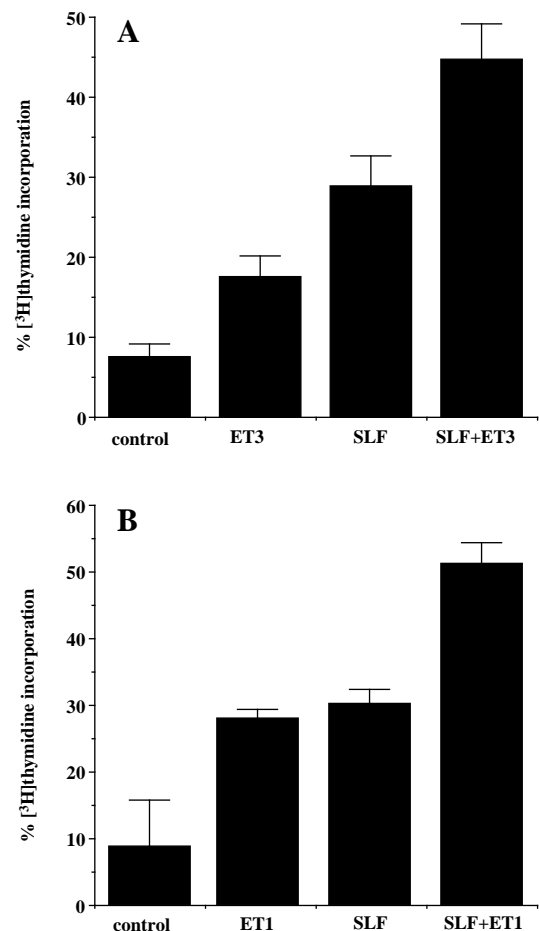 A
50
40
30
20
10
0
% [³H]thymidine incorporation
control ET3 SLF SLF+ET3
B
60
50
40
30
20
10
0
% [³H]thymidine incorporation
control ET1 SLF SLF+ET1